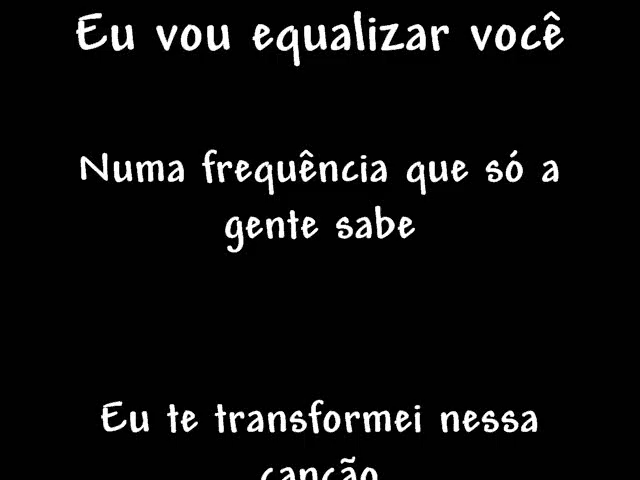 Eu vou equalizar você
Numa frequência que só a
gente sabe
Eu te transformei nessa
canção